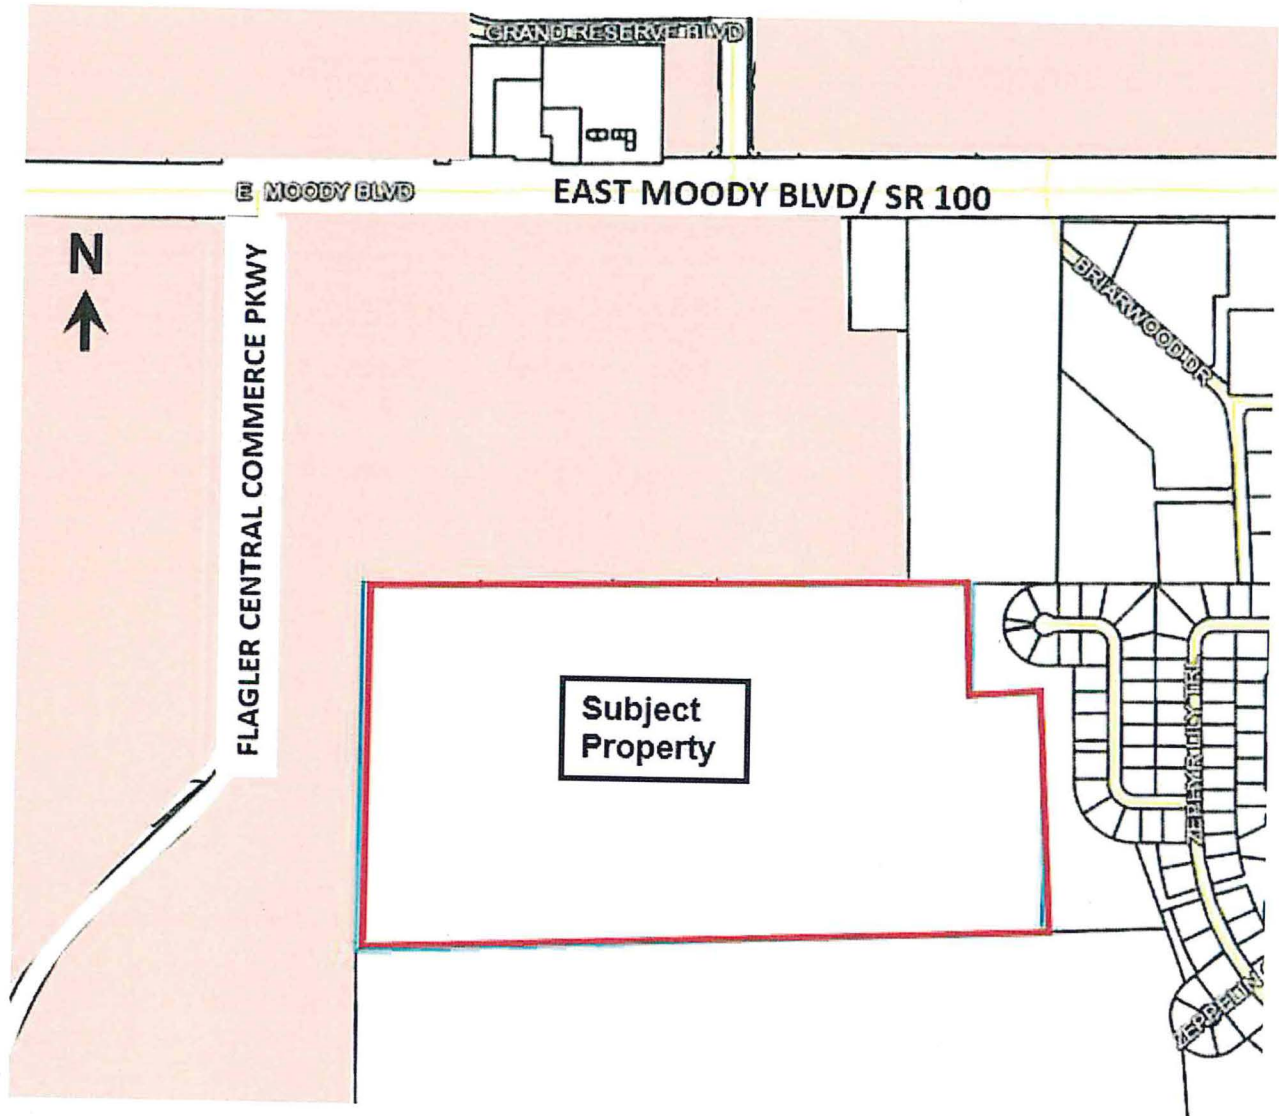 GRAND RESERVE BLVD
E MOODY BLVD
EAST MOODY BLVD/ SR 100
N
FLAGLER CENTRAL COMMERCE PKWY
BRIARWOOD DR
Subject
Property
ZEPHYR LILY TRL